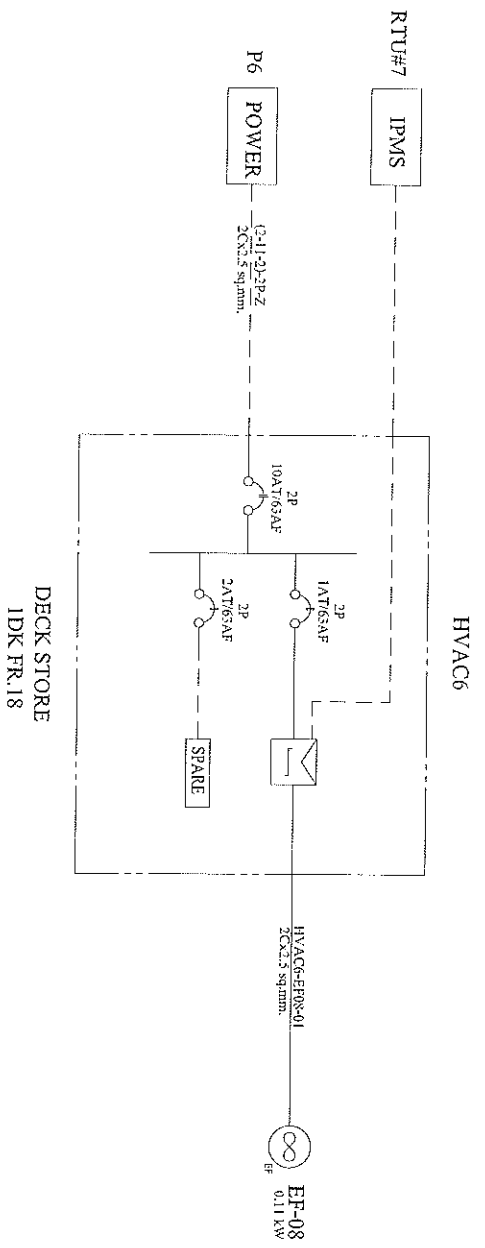 HVAC6
RTU#7
IPMS
P6
POWER
(2-11-2)-2P-Z
2Cx2.5 sq.mm.
2P
10AT/63AF
2P
1AT/63AF
2P
2AT/63AF
SPARE
HVAC6-EF08-01
2Cx2.5 sq.mm.
EF
EF-08
0.11 kW
DECK STORE
1DK FR.18